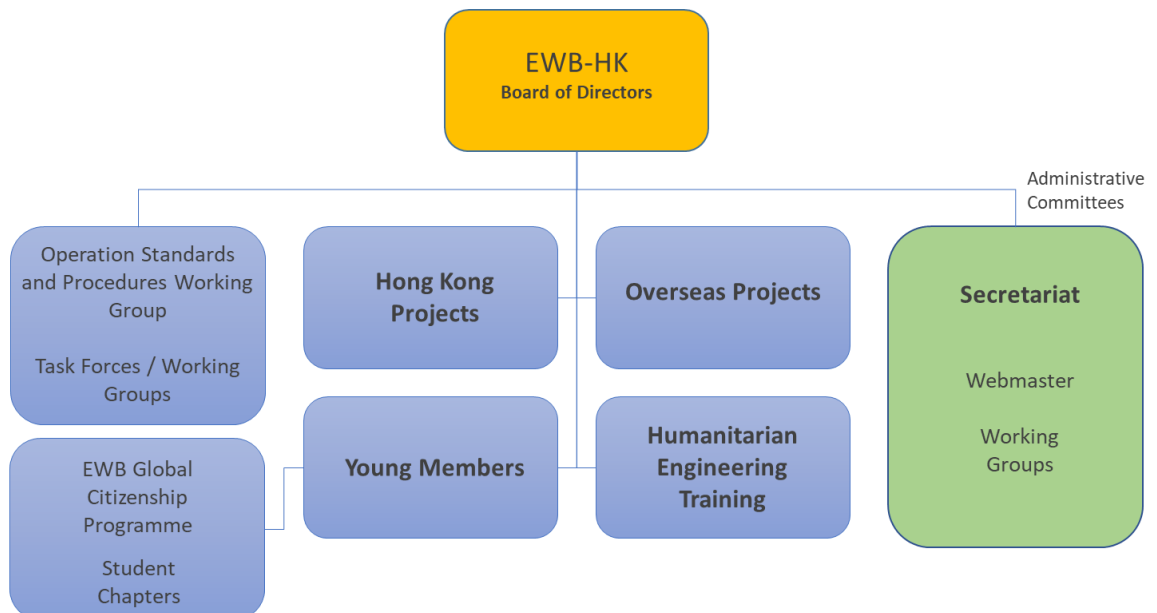 EWB-HK
Board of Directors
Administrative
Committees
Operation Standards
and Procedures Working
Group
Task Forces / Working
Groups
Hong Kong
Projects
Overseas Projects
Secretariat
Webmaster
Working
Groups
EWB Global
Citizenship
Programme
Student
Chapters
Young Members
Humanitarian
Engineering
Training